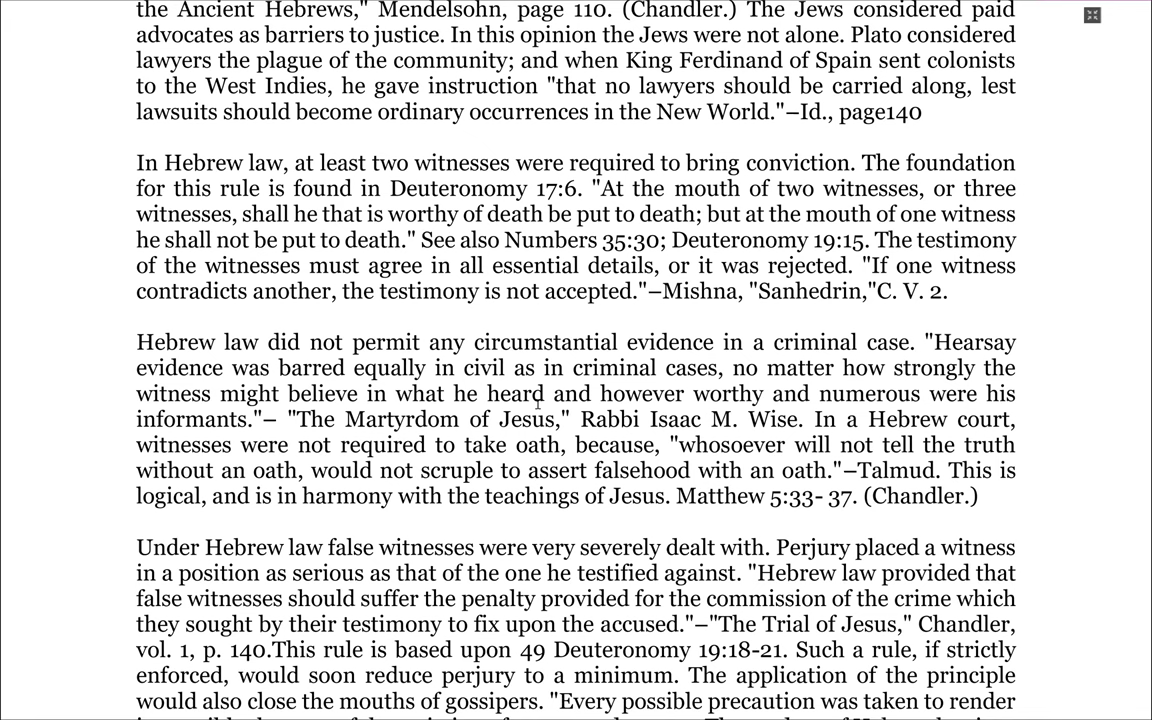 the Ancient Hebrews," Mendelsohn, page 110. (Chandler.) The Jews considered paid
advocates as barriers to justice. In this opinion the Jews were not alone. Plato considered
lawyers the plague of the community; and when King Ferdinand of Spain sent colonists
to the West Indies, he gave instruction "that no lawyers should be carried along, lest
lawsuits should become ordinary occurrences in the New World."–Id., page140
In Hebrew law, at least two witnesses were required to bring conviction. The foundation
for this rule is found in Deuteronomy 17:6. "At the mouth of two witnesses, or three
witnesses, shall he that is worthy of death be put to death; but at the mouth of one witness
he shall not be put to death." See also Numbers 35:30; Deuteronomy 19:15. The testimony
of the witnesses must agree in all essential details, or it was rejected. "If one witness
contradicts another, the testimony is not accepted."–Mishna, "Sanhedrin,"C. V. 2.
Hebrew law did not permit any circumstantial evidence in a criminal case. "Hearsay
evidence was barred equally in civil as in criminal cases, no matter how strongly the
witness might believe in what he heard and however worthy and numerous were his
informants."– "The Martyrdom of Jesus," Rabbi Isaac M. Wise. In a Hebrew court,
witnesses were not required to take oath, because, "whosoever will not tell the truth
without an oath, would not scruple to assert falsehood with an oath."–Talmud. This is
logical, and is in harmony with the teachings of Jesus. Matthew 5:33- 37. (Chandler.)
Under Hebrew law false witnesses were very severely dealt with. Perjury placed a witness
in a position as serious as that of the one he testified against. "Hebrew law provided that
false witnesses should suffer the penalty provided for the commission of the crime which
they sought by their testimony to fix upon the accused."–"The Trial of Jesus," Chandler,
vol. 1, p. 140.This rule is based upon 49 Deuteronomy 19:18-21. Such a rule, if strictly
enforced, would soon reduce perjury to a minimum. The application of the principle
would also close the mouths of gossipers. "Every possible precaution was taken to render